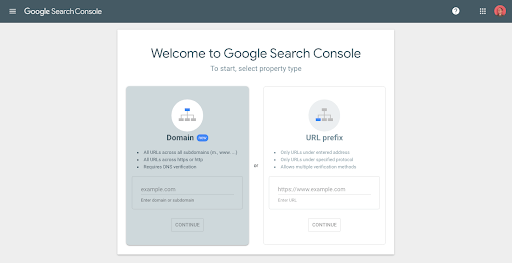 Google Search Console
Welcome to Google Search Console
To start, select property type
Domain new
All URLs across all subdomains (m., www. ...)
All URLs across https or http
Requires DNS verification
example.com
Enter domain or subdomain
CONTINUE
or
URL prefix
Only URLs under entered address
Only URLs under specified protocol
Allows multiple verification methods
https://www.example.com
Enter URL
CONTINUE